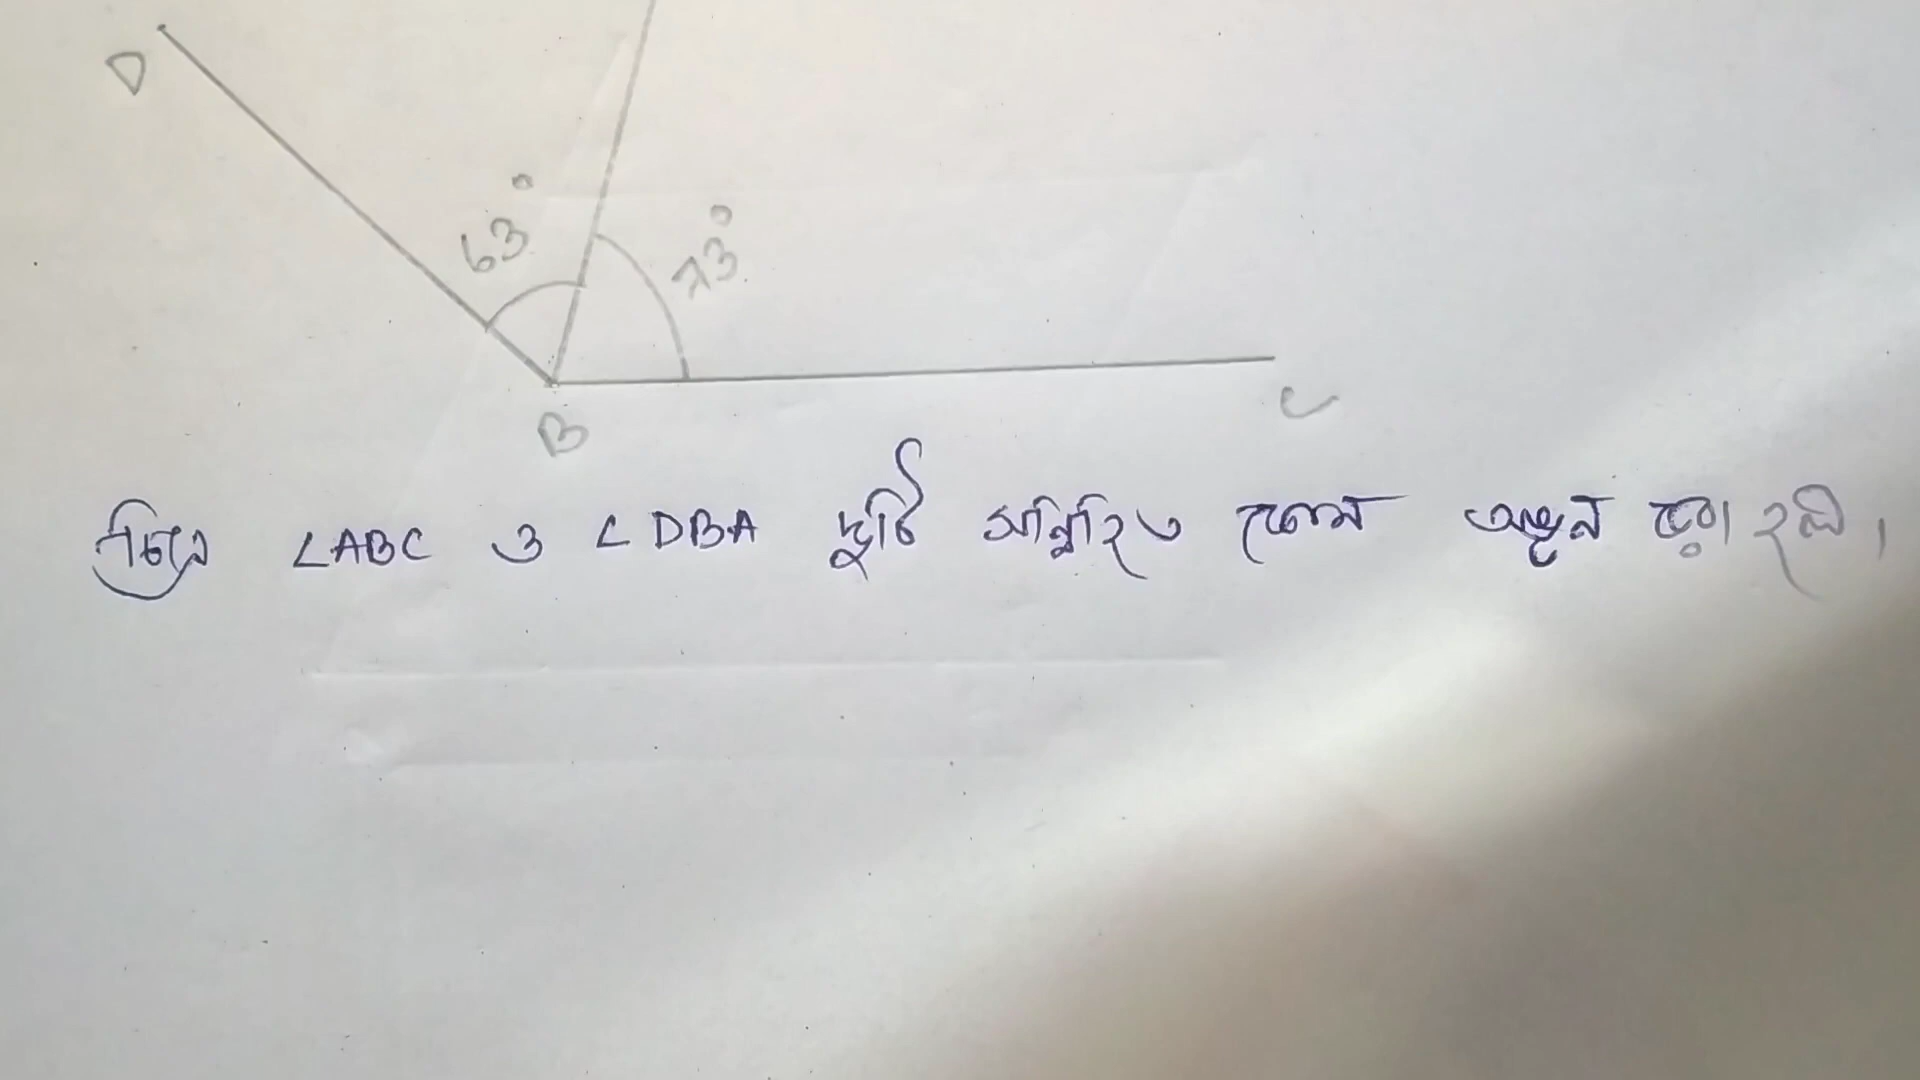 D
63°
73°
B
C
চিত্রে ∠ABC ও ∠DBA দুটি সন্নিহিত কোন অঙ্কন করা হল।